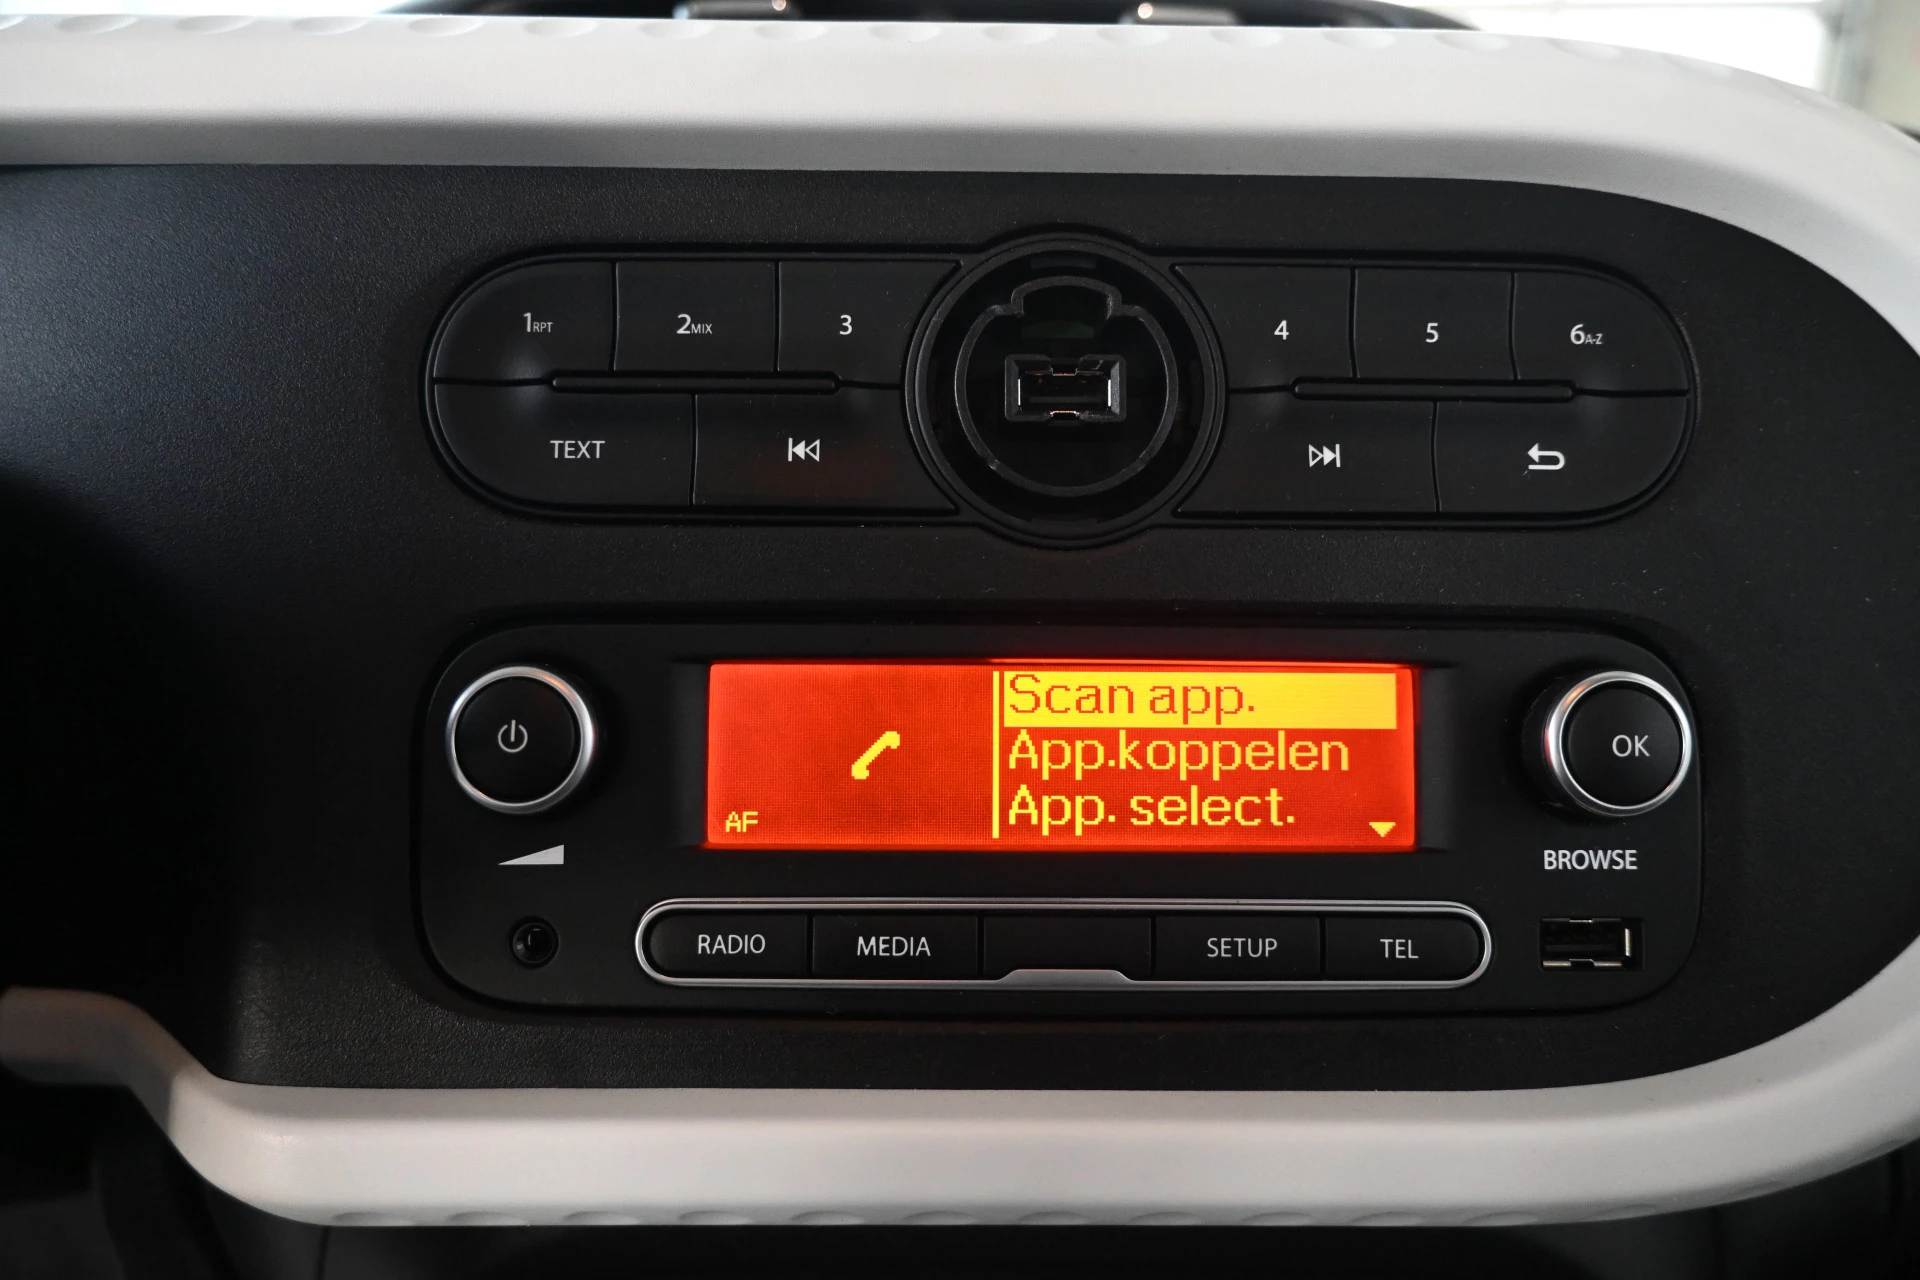 1RPT 2MIX 3 4 5 6A-Z
TEXT
Scan app.
App.koppelen
App. select.
AF
OK
BROWSE
RADIO MEDIA SETUP TEL